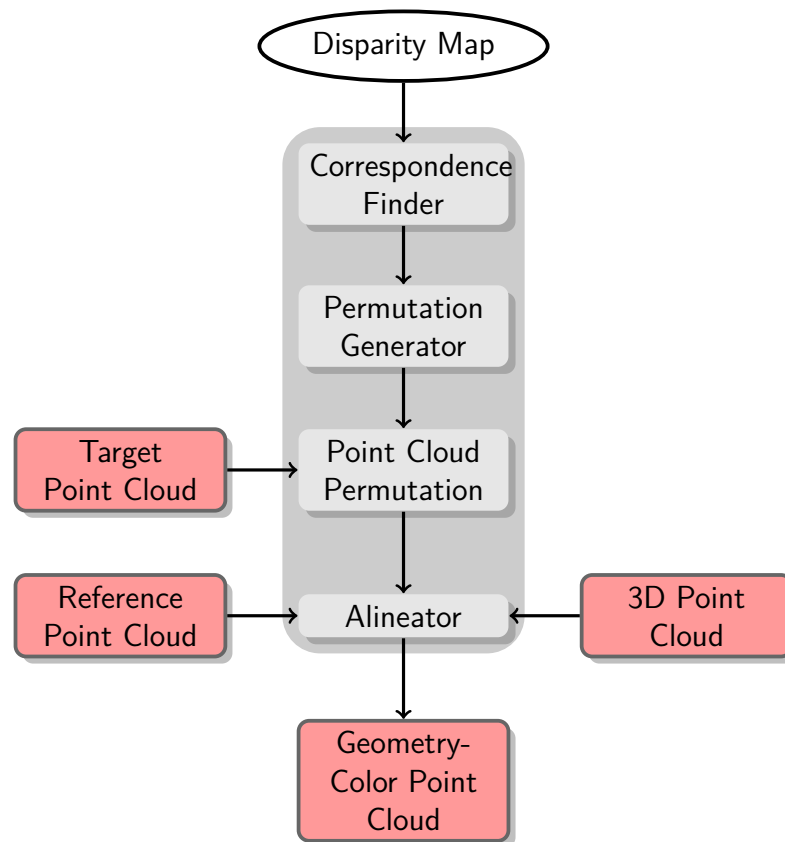 Disparity Map
Correspondence
Finder
Permutation
Generator
Target
Point Cloud
Point Cloud
Permutation
Reference
Point Cloud
Alineator
3D Point
Cloud
Geometry-
Color Point
Cloud